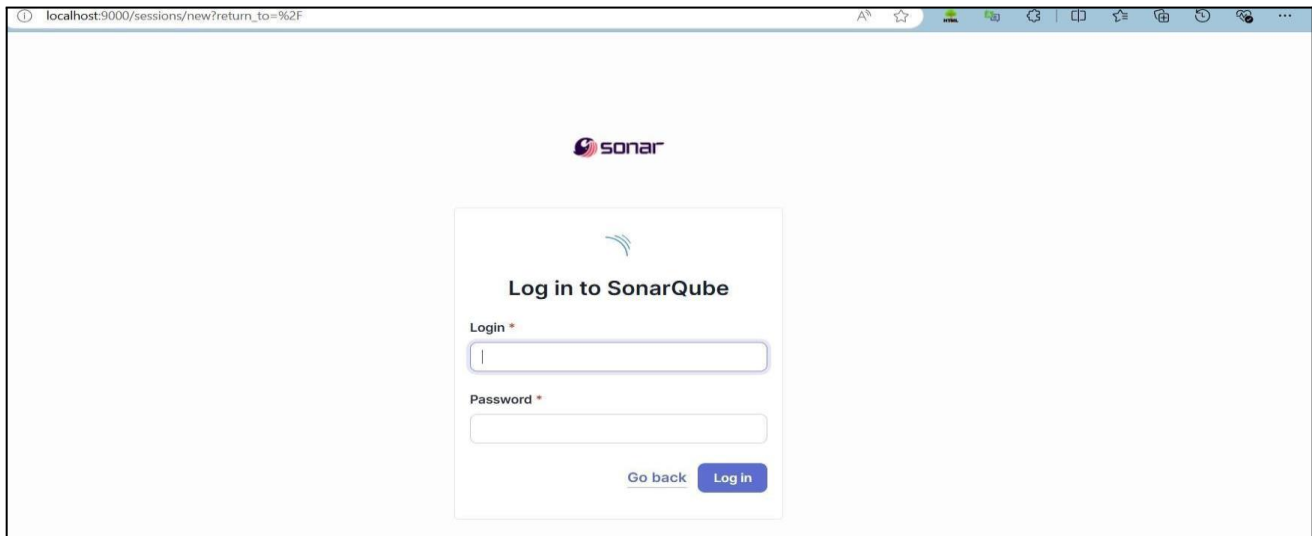 localhost:9000/sessions/new?return_to=%2F
sonar
Log in to SonarQube
Login *
Password *
Go back Log in